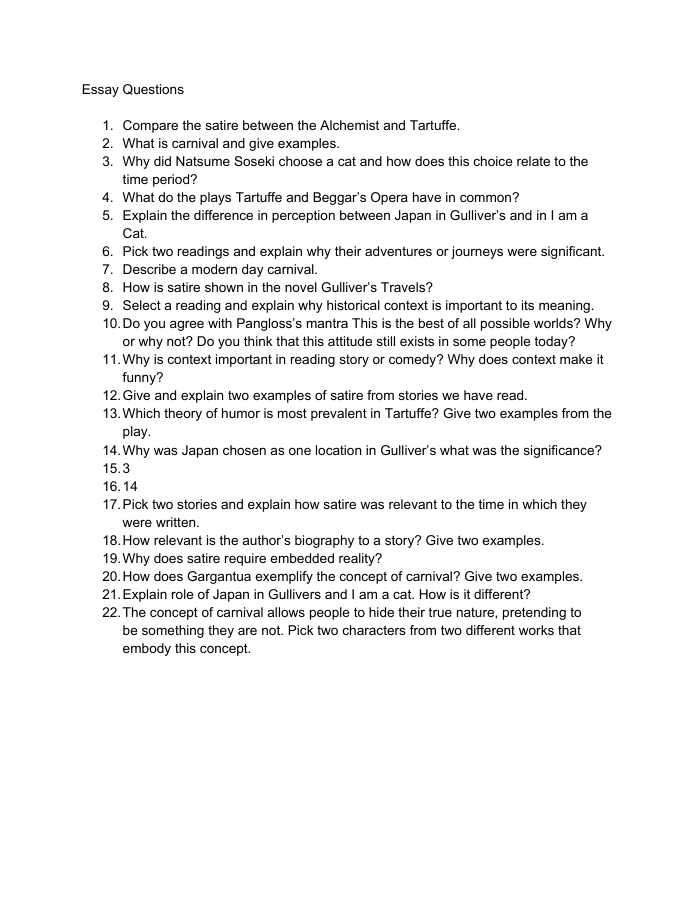 Essay Questions
1. Compare the satire between the Alchemist and Tartuffe.
2. What is carnival and give examples.
3. Why did Natsume Soseki choose a cat and how does this choice relate to the
time period?
4. What do the plays Tartuffe and Beggar's Opera have in common?
5. Explain the difference in perception between Japan in Gulliver's and in I am a
Cat.
6. Pick two readings and explain why their adventures or journeys were significant.
7. Describe a modern day carnival.
8. How is satire shown in the novel Gulliver's Travels?
9. Select a reading and explain why historical context is important to its meaning.
10. Do you agree with Pangloss's mantra This is the best of all possible worlds? Why
or why not? Do you think that this attitude still exists in some people today?
11. Why is context important in reading story or comedy? Why does context make it
funny?
12. Give and explain two examples of satire from stories we have read.
13. Which theory of humor is most prevalent in Tartuffe? Give two examples from the
play.
14. Why was Japan chosen as one location in Gulliver's what was the significance?
15. 3
16. 14
17. Pick two stories and explain how satire was relevant to the time in which they
were written.
18. How relevant is the author's biography to a story? Give two examples.
19. Why does satire require embedded reality?
20. How does Gargantua exemplify the concept of carnival? Give two examples.
21. Explain role of Japan in Gullivers and I am a cat. How is it different?
22. The concept of carnival allows people to hide their true nature, pretending to
be something they are not. Pick two characters from two different works that
embody this concept.